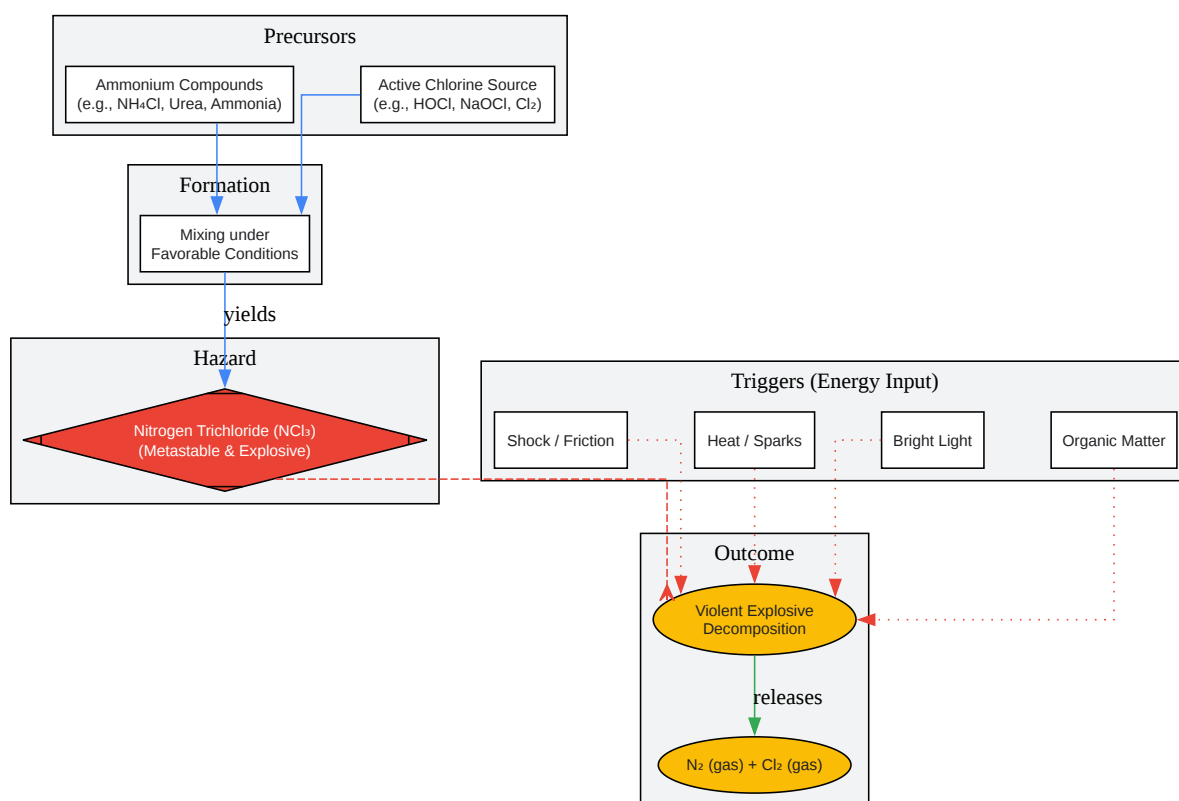 Precursors
Ammonium Compounds
(e.g., NH₄Cl, Urea, Ammonia)
Active Chlorine Source
(e.g., HOCl, NaOCl, Cl₂)
Formation
Mixing under
Favorable Conditions
yields
Hazard
Nitrogen Trichloride (NCl₃)
(Metastable & Explosive)
Triggers (Energy Input)
Shock / Friction
Heat / Sparks
Bright Light
Organic Matter
Outcome
Violent Explosive
Decomposition
releases
N₂ (gas) + Cl₂ (gas)